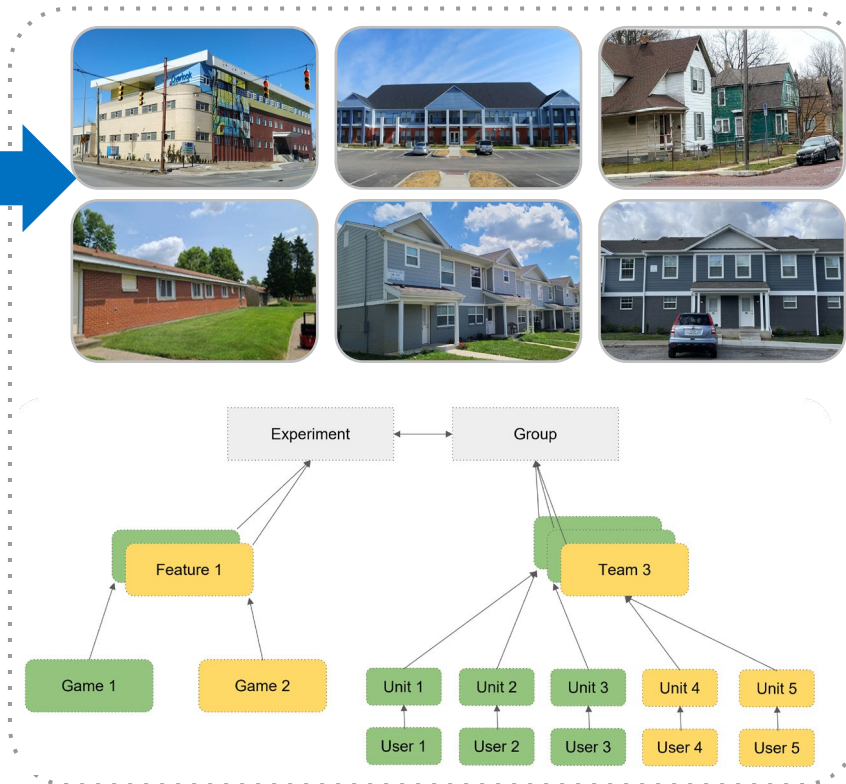 Overlook
Experiment
Group
Feature 1
Team 3
Game 1
Game 2
Unit 1
Unit 2
Unit 3
Unit 4
Unit 5
User 1
User 2
User 3
User 4
User 5